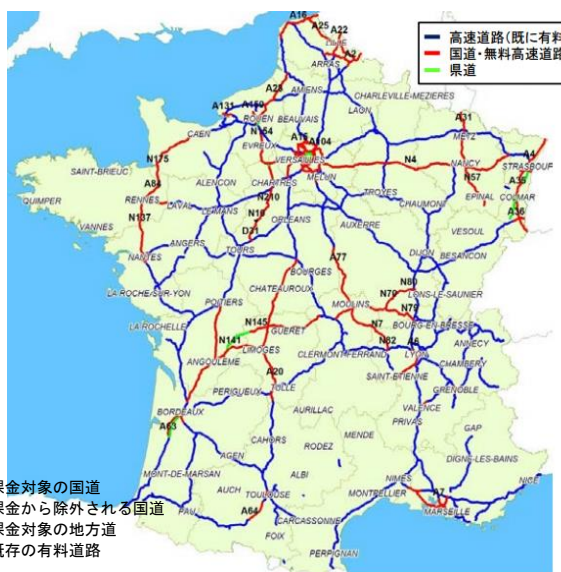 A16
A25
A22
LILLE
A2
高速道路(既に有料
国道・無料高速道路
県道
ARRAS
A28
AMIENS
CHARLEVILLE-MEZIERES
A131
A150
ROUEN
BEAUVAIS
LAON
CAEN
N154
EVREUX
A15
A104
A31
METZ
N175
VERSAILLES
N4
NANCY
A4
STRASBOURG
SAINT-BRIEUC
A84
ALENCON
CHARTRES
MELUN
N57
A35
QUIMPER
RENNES
LAVAL
N210
TROYES
EPINAL
COLMAR
LE-MANS
N10
CHAUMONT
VANNES
N137
ORLEANS
AUXERRE
A36
ANGERS
D31
VESOUL
TOURS
DIJON
BESANCON
NANTES
A77
BOURGES
N80
LA-ROCHE/SUR-YON
CHATEAUROUX
N70
LONS-LE-SAUNIER
POITIERS
MOULINS
N79
LA-ROCHELLE
N145
N7
BOURG-EN-BRESSE
GUERET
N82
A6
ANNECY
N141
LIMOGES
CLERMONT-FERRAND
LYON
ANGOULEME
CHAMBERY
A20
SAINT-ETIENNE
PERIGUEUX
TULLE
GRENOBLE
VALENCE
BORDEAUX
AURILLAC
PRIVAS
A63
CAHORS
MENDE
GAP
AGEN
RODEZ
DIGNE-LES-BAINS
課金対象の国道
MONT-DE-MARSAN
ALBI
NIMES
NICE
課金から除外される国道
AUCH
TOULOUSE
MONTPELLIER
A7
課金対象の地方道
PAU
A64
CARCASSONNE
MARSEILLE
既存の有料道路
FOIX
PERPIGNAN